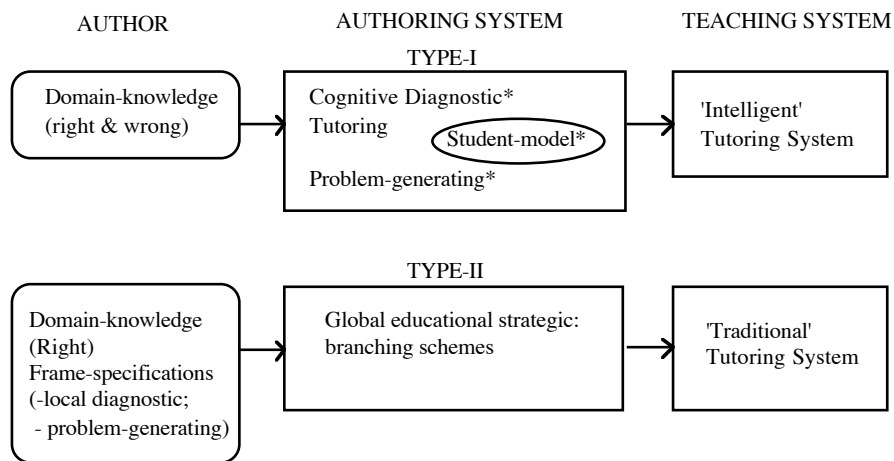 AUTHOR
AUTHORING SYSTEM
TEACHING SYSTEM
TYPE-I
Domain-knowledge
(right & wrong)
Cognitive Diagnostic*
Tutoring
Student-model*
Problem-generating*
'Intelligent'
Tutoring System
TYPE-II
Domain-knowledge
(Right)
Frame-specifications
(-local diagnostic;
- problem-generating)
Global educational strategic:
branching schemes
'Traditional'
Tutoring System